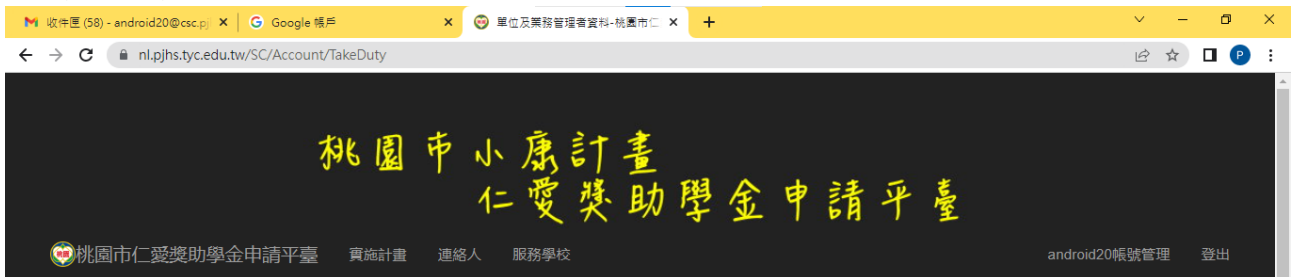 收件匣 (58) - android20@csc.pj
Google 帳戶
單位及業務管理者資料-桃園市仁
nl.pjhs.tyc.edu.tw/SC/Account/TakeDuty
P
桃園市小康計畫
仁愛獎助學金申請平臺
桃園市仁愛獎助學金申請平臺 實施計畫 連絡人 服務學校 android20帳號管理 登出